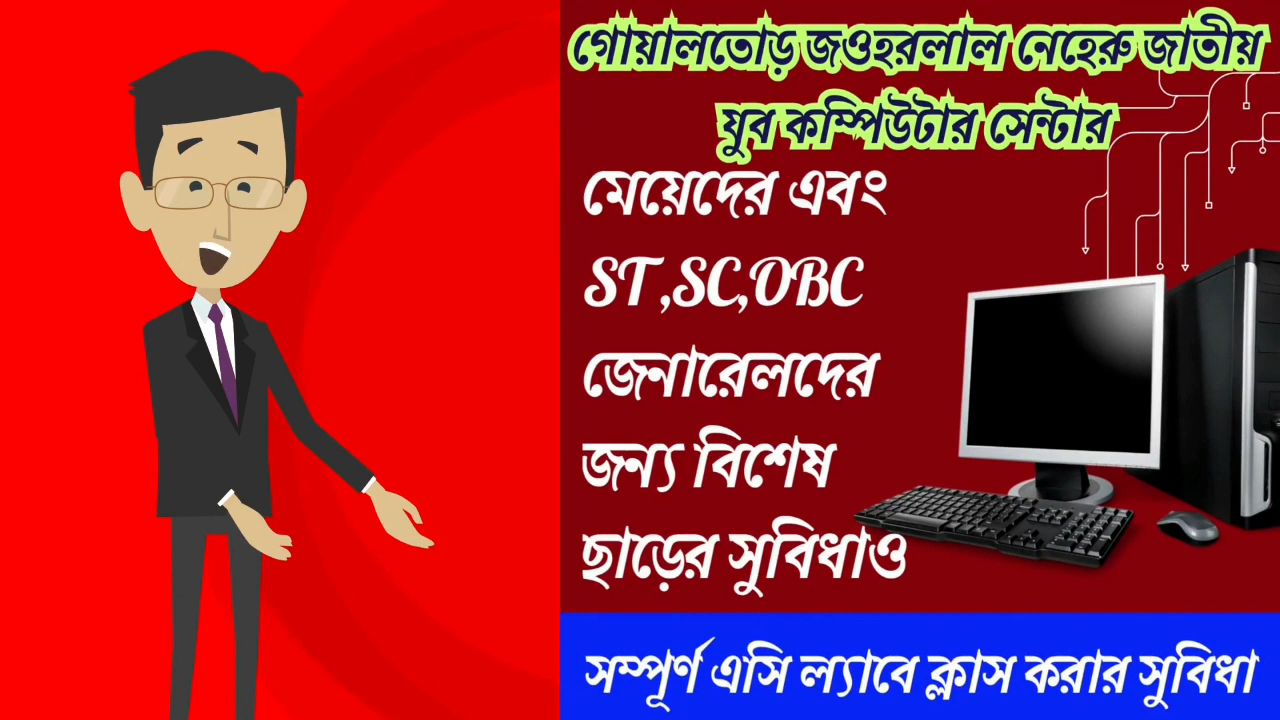 গোয়ালতোড় জওহরলাল নেহেরু জাতীয়
যুব কম্পিউটার সেন্টার
মেয়েদের এবং
ST,SC,OBC
জেনারেলদের
জন্য বিশেষ
ছাড়ের সুবিধাও
সম্পূর্ণ এসি ল্যাবে ক্লাস করার সুবিধা